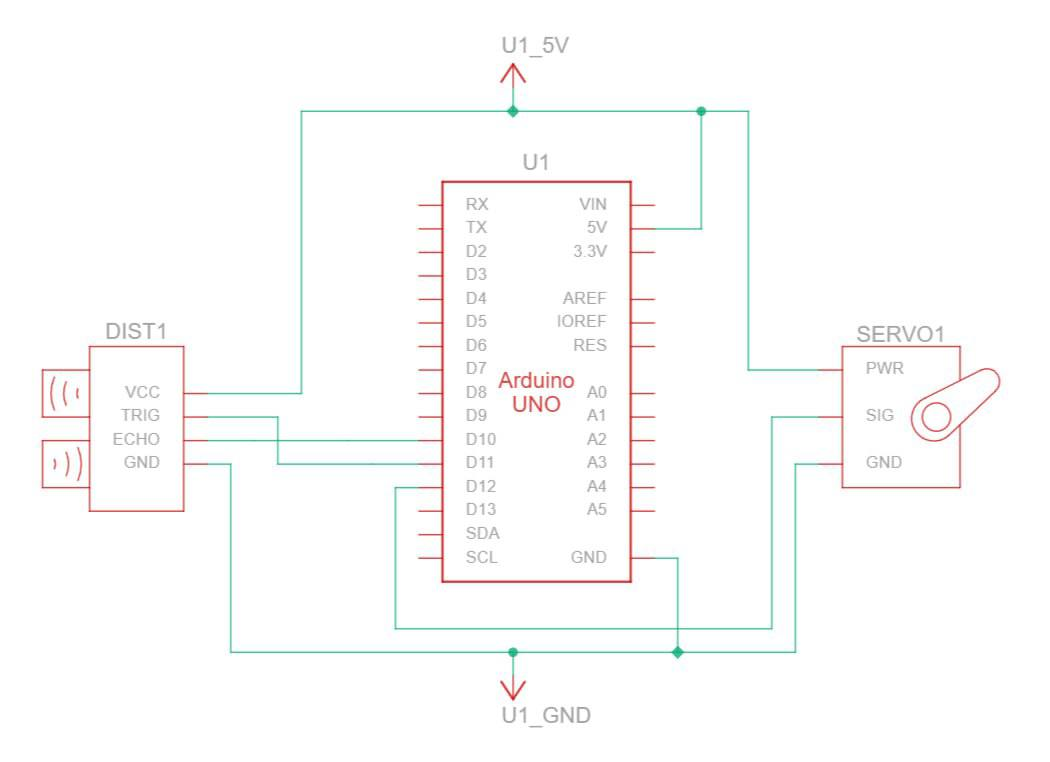 U1_5V
U1
RX
TX
D2
D3
D4
D5
D6
D7
D8
D9
D10
D11
D12
D13
SDA
SCL
VIN
5V
3.3V
AREF
IOREF
RES
A0
A1
A2
A3
A4
A5
GND
Arduino
UNO
DIST1
VCC
TRIG
ECHO
GND
SERVO1
PWR
SIG
GND
U1_GND